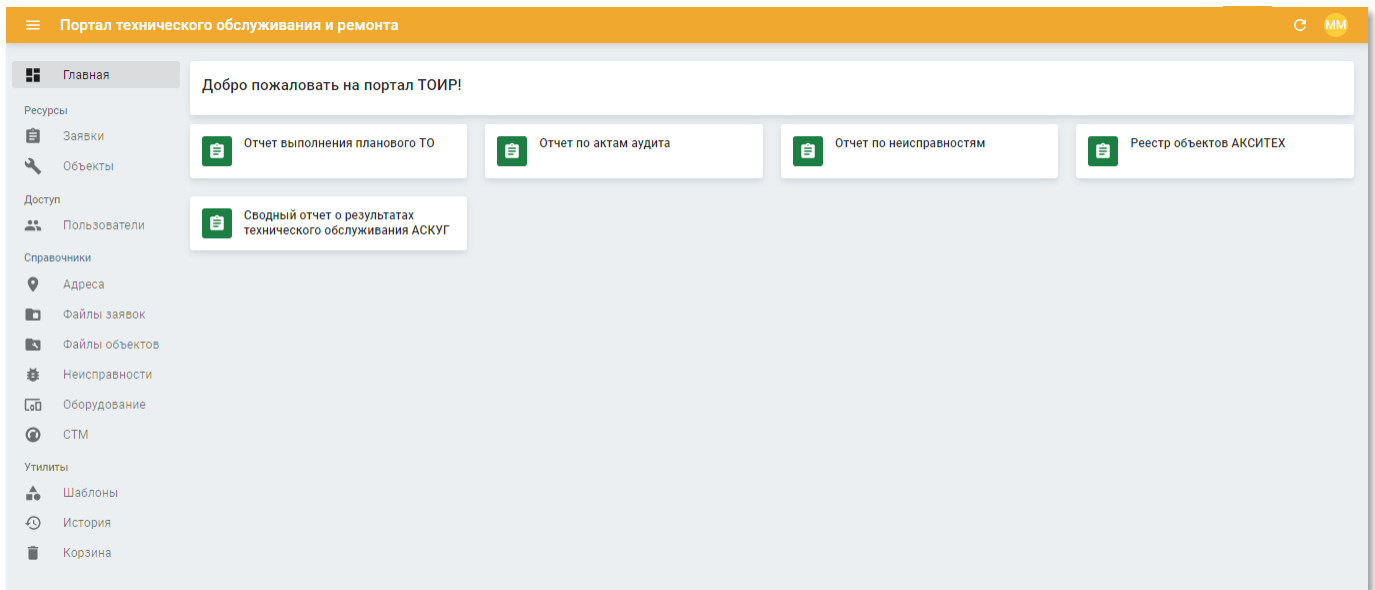 Портал технического обслуживания и ремонта
ММ
Главная
Ресурсы
Заявки
Объекты
Доступ
Пользователи
Справочники
Адреса
Файлы заявок
Файлы объектов
Неисправности
Оборудование
СТМ
Утилиты
Шаблоны
История
Корзина
Добро пожаловать на портал ТОИР!
Отчет выполнения планового ТО
Отчет по актам аудита
Отчет по неисправностям
Реестр объектов АКСИТЕХ
Сводный отчет о результатах
технического обслуживания АСКУГ